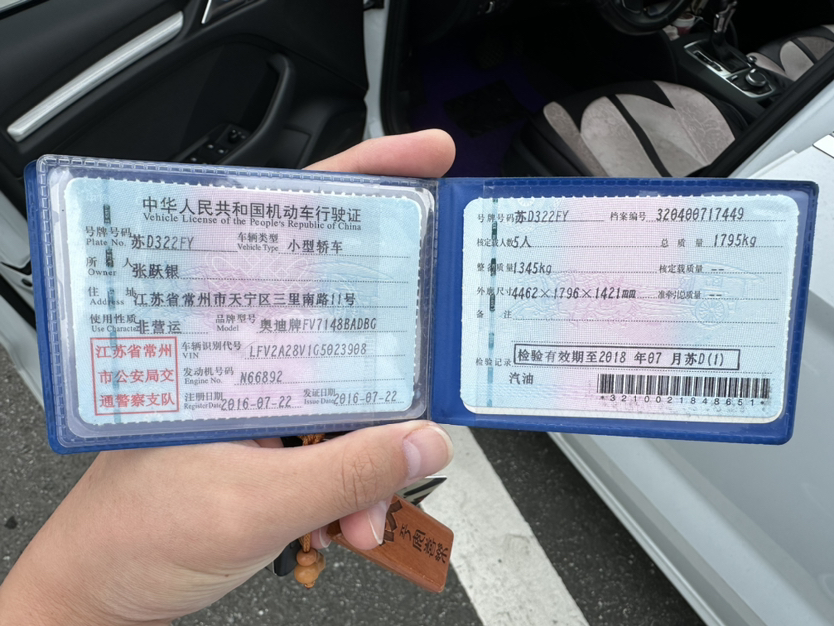 中华人民共和国机动车行驶证
Vehicle License of the People's Republic of China
号牌号码 苏D322FY 车辆类型 小型轿车
Plate No. Vehicle Type
所有人 张跃银
Owner
住址 江苏省常州市天宁区三里南路11号
Address
使用性质 非营运 品牌型号 奥迪牌FV7148BADBG
Use Character Model
江苏省常州
市公安局交
通警察支队
车辆识别代号 LFV2A28V1G5023908
VIN
发动机号码 N66892
Engine No.
注册日期 2016-07-22 发证日期 2016-07-22
Register Date Issue Date
号牌号码 苏D322FY 档案编号 320400717449
核定载人数 5人 总质量 1795kg
整备质量 1345kg 核定载质量 --
外廓尺寸 4462×1796×1421mm 准牵引总质量 --
备注
检验记录 检验有效期至2018 年07 月苏D(1)
汽油
*3210021848651*